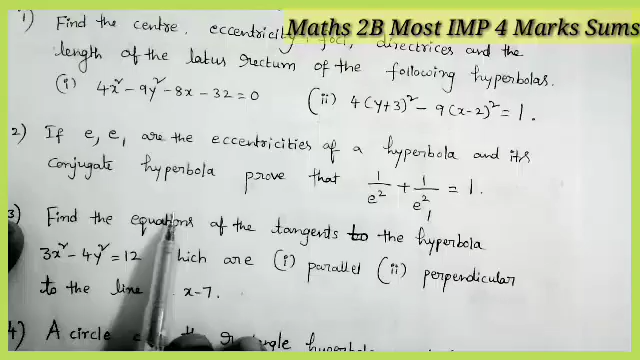 Maths 2B Most IMP 4 Marks Sums
1) Find the centre, eccentricity, foci, directrices and the
length of the latus rectum of the following hyperbolas.
(i) 4x² - 9y² - 8x - 32 = 0 (ii) 4(y+3)² - 9(x-2)² = 1.
2) If e, e₁ are the eccentricities of a hyperbola and its
conjugate hyperbola prove that 1/e² + 1/e₁² = 1.
3) Find the equations of the tangents to the hyperbola
3x² - 4y² = 12 which are (i) parallel (ii) perpendicular
to the line x-7.
4) A circle